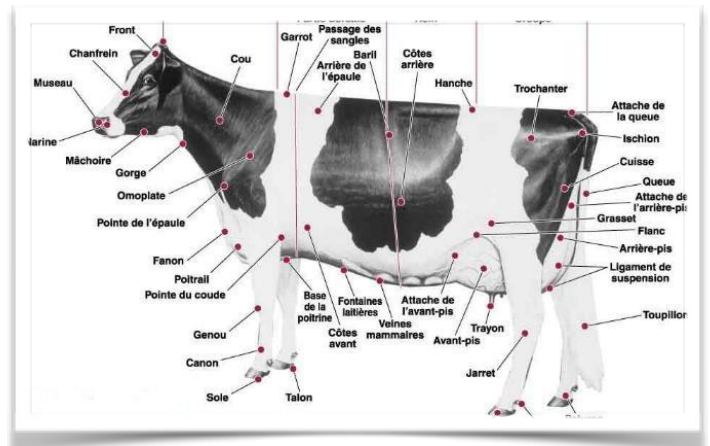 Front
Garrot
Passage des
sangles
Chanfrein
Arrière de
l'épaule
Baril
Côtes
arrière
Museau
Cou
Hanche
Trochanter
Attache de
la queue
Narine
Ischion
Mâchoire
Gorge
Cuisse
Omoplate
Queue
Attache de
l'arrière-pis
Pointe de l'épaule
Grasset
Flanc
Fanon
Arrière-pis
Poitrail
Ligament de
suspension
Pointe du coude
Base
de la
poitrine
Fontaines
laitières
Attache de
l'avant-pis
Genou
Côtes
avant
Veines
mammaires
Avant-pis
Trayon
Toupillon
Canon
Jarret
Sole
Talon